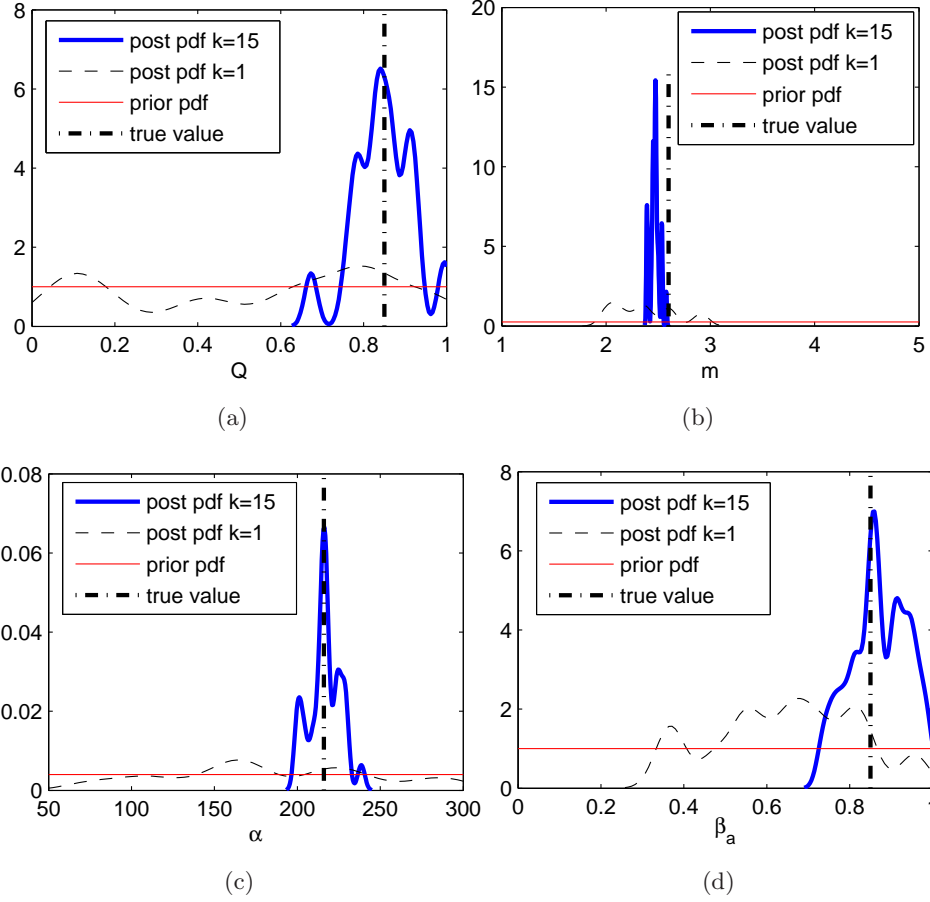 8
6
4
2
0
post pdf k=15
post pdf k=1
prior pdf
true value
0 0.2 0.4 0.6 0.8 1
Q
(a)
20
15
10
5
0
post pdf k=15
post pdf k=1
prior pdf
true value
1 2 3 4 5
m
(b)
0.08
0.06
0.04
0.02
0
post pdf k=15
post pdf k=1
prior pdf
true value
50 100 150 200 250 300
α
(c)
8
6
4
2
0
post pdf k=15
post pdf k=1
prior pdf
true value
0 0.2 0.4 0.6 0.8 1
β_a
(d)